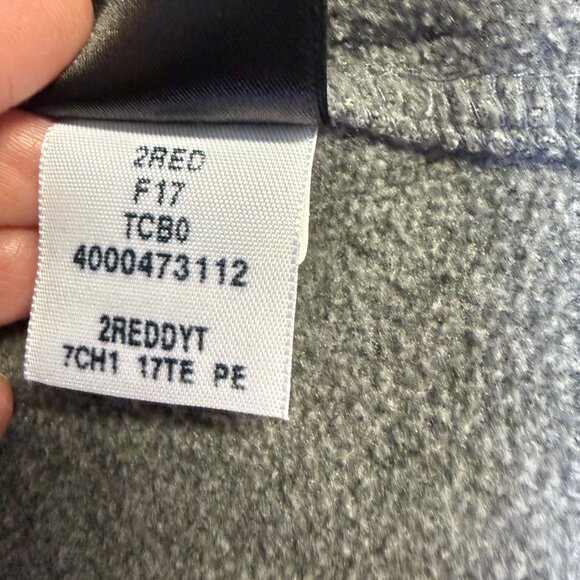 2RED
F17
TCB0
4000473112
2REDDYT
7CH1 17TE PE